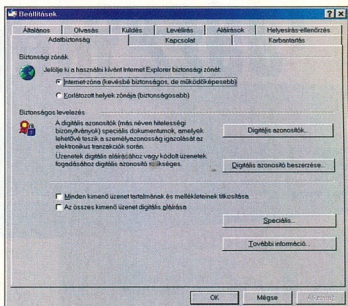 Beállítások
Általános Olvasás Küldés Levélírás Aláírások Helyesírás-ellenőrzés
Adatbiztonság Kapcsolat Karbantartás
Biztonsági zónák
Jelölje ki a használni kívánt Internet Explorer biztonsági zónát:
Internet zóna (kevésbé biztonságos, de működőképesebb)
Korlátozott helyek zónája (biztonságosabb)
Biztonságos levelezés
A digitális azonosítók (más néven hitelességi
bizonyítványok) speciális dokumentumok, amelyek
lehetővé teszik a személyazonosság igazolását az
elektronikus tranzakciók során.
Digitális azonosítók...
Üzenetek digitális aláírásához vagy kódolt üzenetek
fogadásához digitális azonosító szükséges.
Digitális azonosító beszerzése...
Minden kimenő üzenet tartalmának és mellékleteinek titkosítása
Az összes kimenő üzenet digitális aláírása
Speciális...
További információ...
OK Mégse Alkalmaz